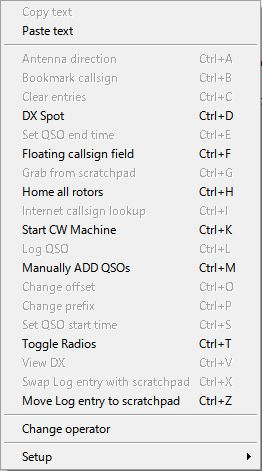 Copy text
Paste text
Antenna direction Ctrl+A
Bookmark callsign Ctrl+B
Clear entries Ctrl+C
DX Spot Ctrl+D
Set QSO end time Ctrl+E
Floating callsign field Ctrl+F
Grab from scratchpad Ctrl+G
Home all rotors Ctrl+H
Internet callsign lookup Ctrl+I
Start CW Machine Ctrl+K
Log QSO Ctrl+L
Manually ADD QSOs Ctrl+M
Change offset Ctrl+O
Change prefix Ctrl+P
Set QSO start time Ctrl+S
Toggle Radios Ctrl+T
View DX Ctrl+V
Swap Log entry with scratchpad Ctrl+X
Move Log entry to scratchpad Ctrl+Z
Change operator
Setup